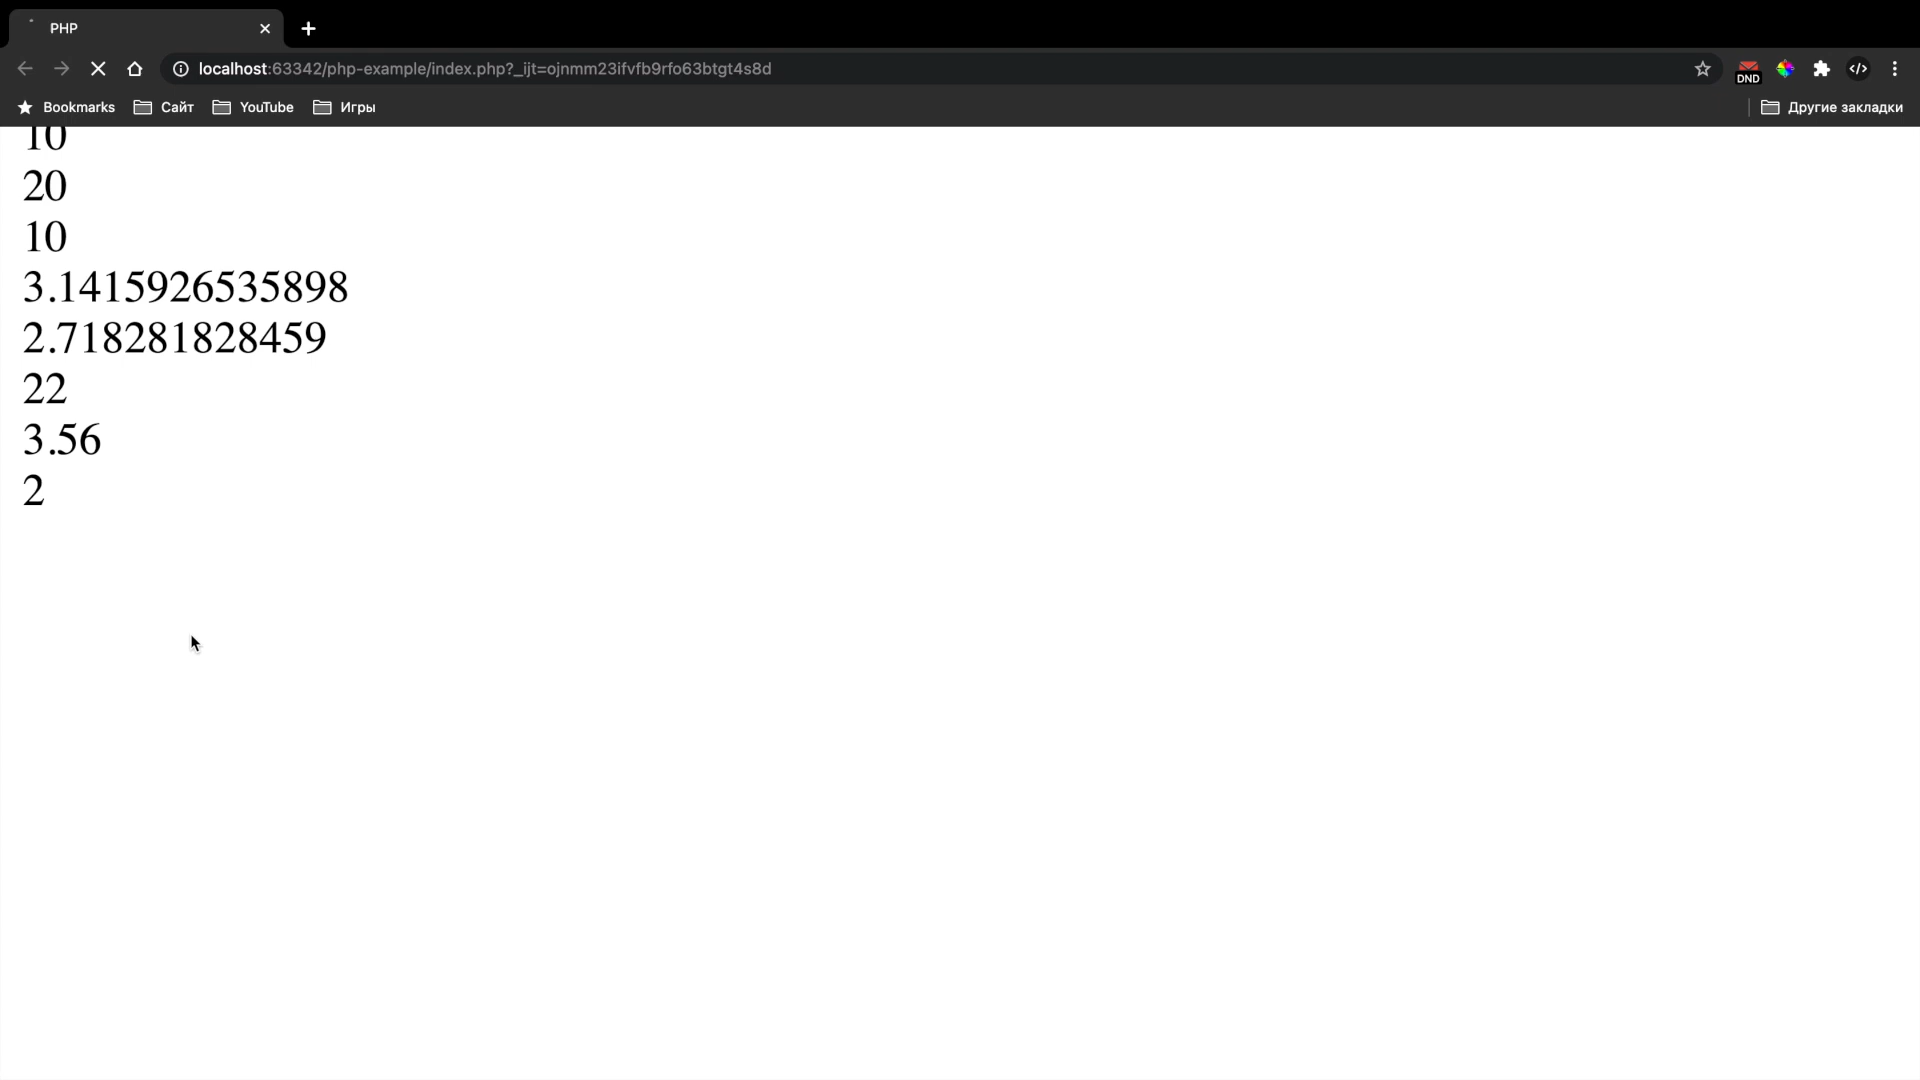 PHP
localhost:63342/php-example/index.php?_ijt=ojnmm23ifvfb9rfo63btgt4s8d
DND
Bookmarks Сайт YouTube Игры Другие закладки
10
20
10
3.1415926535898
2.718281828459
22
3.56
2